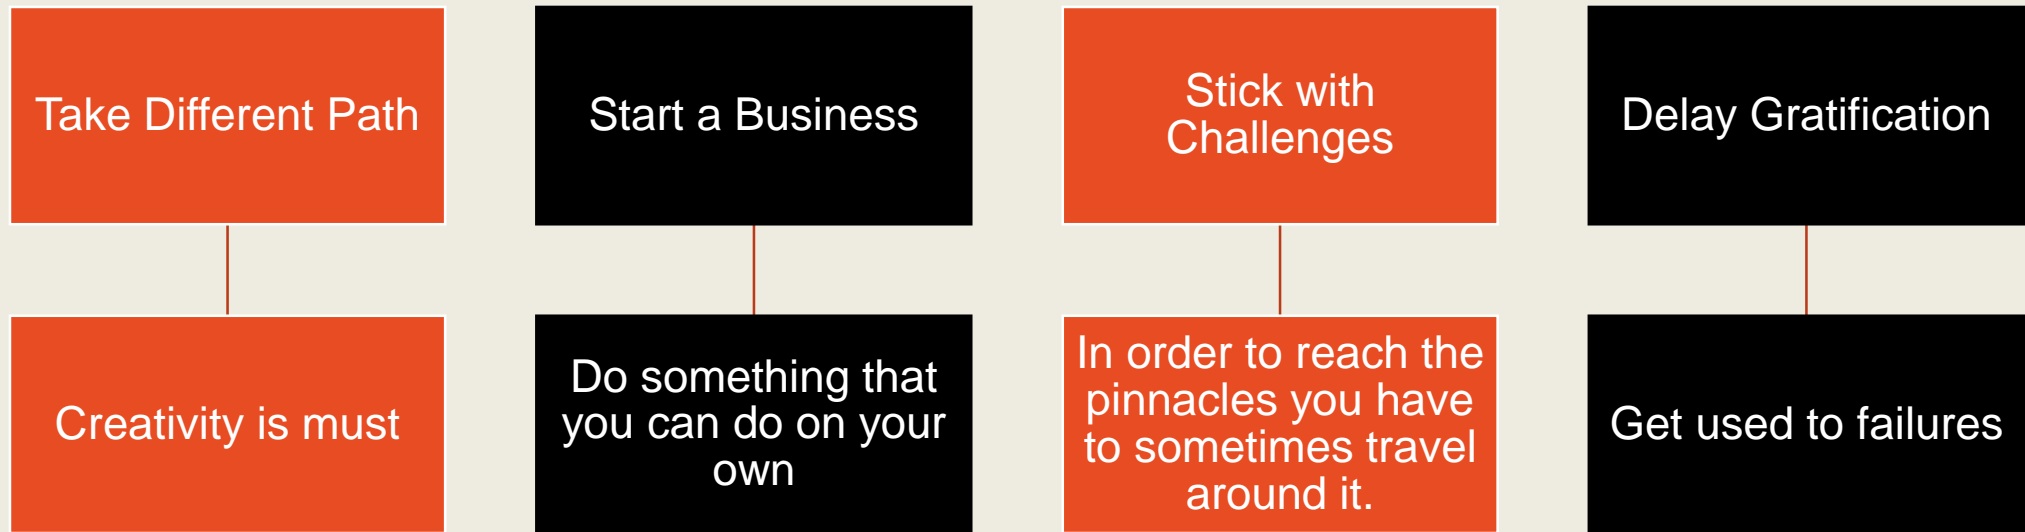 Take Different Path
Creativity is must
Start a Business
Do something that
you can do on your
own
Stick with
Challenges
In order to reach the
pinnacles you have
to sometimes travel
around it.
Delay Gratification
Get used to failures